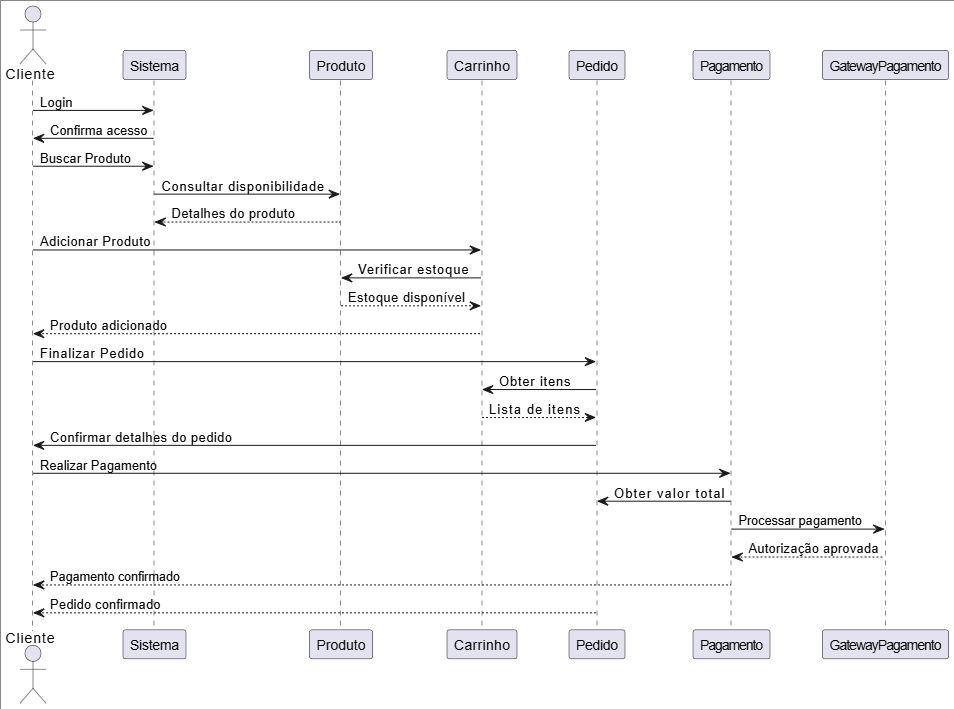 Cliente
Sistema
Produto
Carrinho
Pedido
Pagamento
GatewayPagamento
Login
Confirma acesso
Buscar Produto
Consultar disponibilidade
Detalhes do produto
Adicionar Produto
Verificar estoque
Estoque disponível
Produto adicionado
Finalizar Pedido
Obter itens
Lista de itens
Confirmar detalhes do pedido
Realizar Pagamento
Obter valor total
Processar pagamento
Autorização aprovada
Pagamento confirmado
Pedido confirmado
Cliente
Sistema
Produto
Carrinho
Pedido
Pagamento
GatewayPagamento